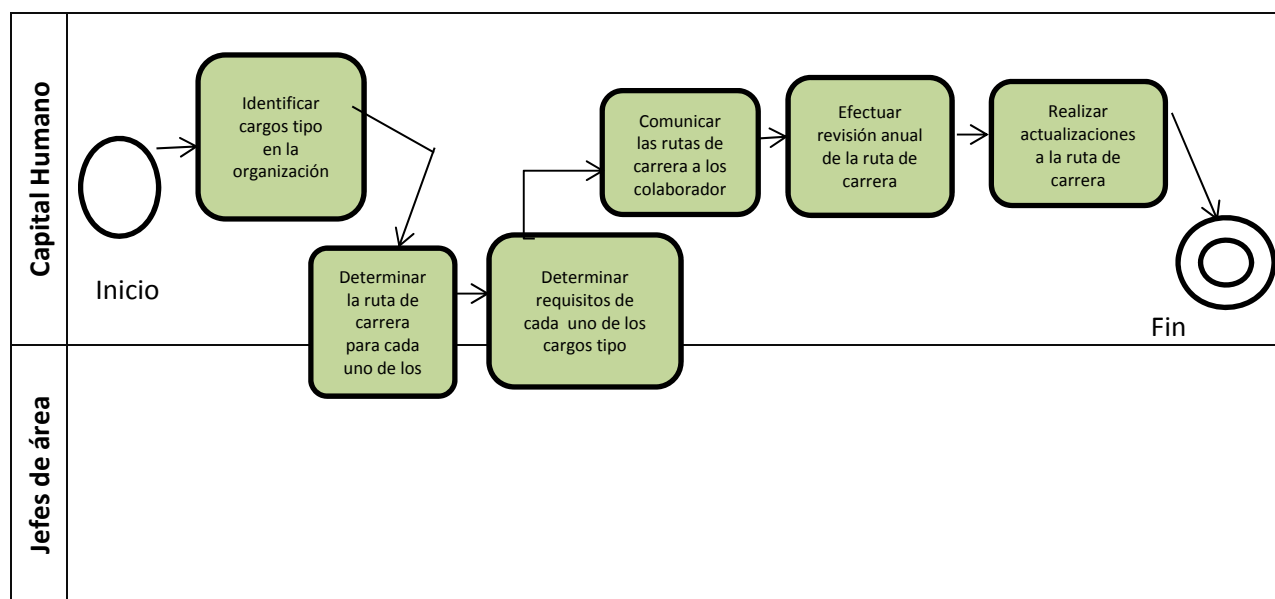 Capital Humano
Inicio
Identificar
cargos tipo
en la
organización
Determinar
la ruta de
carrera
para cada
uno de los
Determinar
requisitos de
cada uno de los
cargos tipo
Comunicar
las rutas de
carrera a los
colaborador
Efectuar
revisión anual
de la ruta de
carrera
Realizar
actualizaciones
a la ruta de
carrera
Fin
Jefes de área